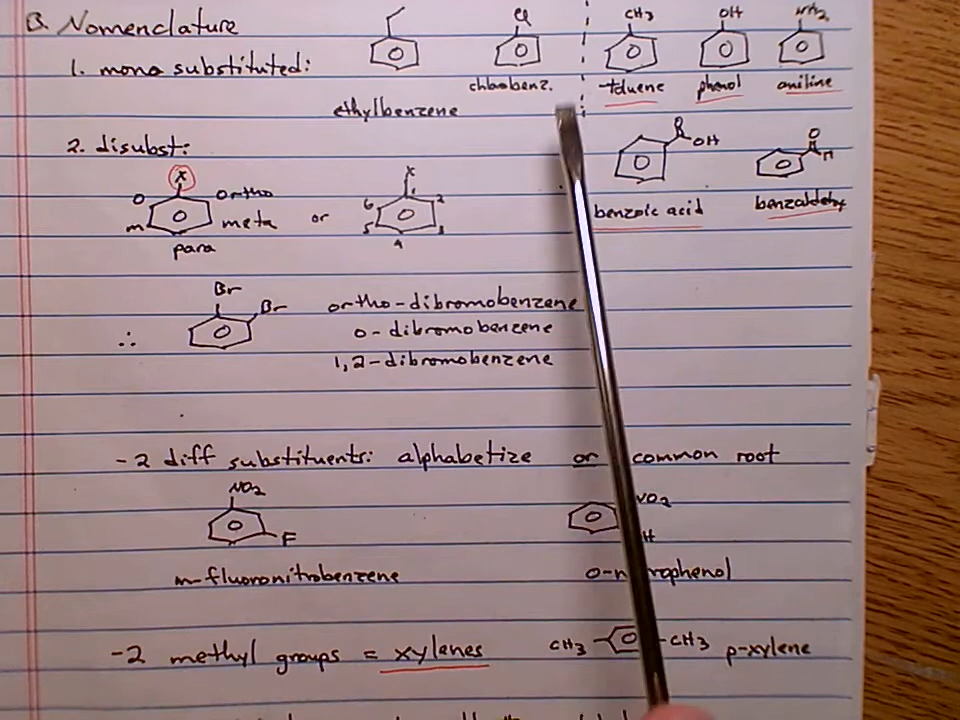 B. Nomenclature
1. mono substituted:
ethylbenzene
Cl
chlorobenz.
CH3
toluene
OH
phenol
NH2
aniline
2. disubst:
X
o ortho
m meta
para
or
X
1
6 2
5 3
4
O
OH
benzoic acid
O
H
benzaldehy
∴
Br
Br
ortho-dibromobenzene
o-dibromobenzene
1,2-dibromobenzene
-2 diff substituents: alphabetize or common root
NO2
F
m-fluoronitrobenzene
NO2
H
-2 methyl groups = xylenes
CH3 -CH3 p-xylene